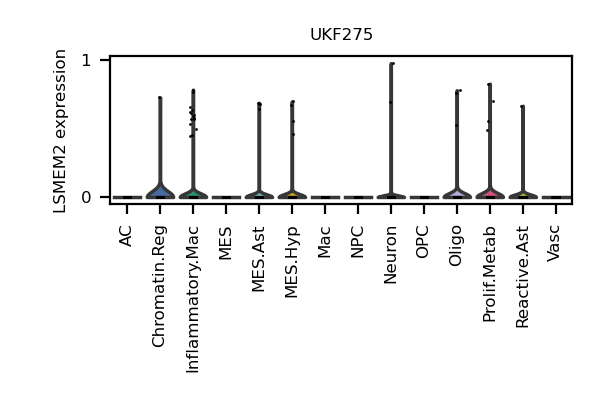 UKF275
LSMEM2 expression
1
0
AC
Chromatin.Reg
Inflammatory.Mac
MES
MES.Ast
MES.Hyp
Mac
NPC
Neuron
OPC
Oligo
Prolif.Metab
Reactive.Ast
Vasc